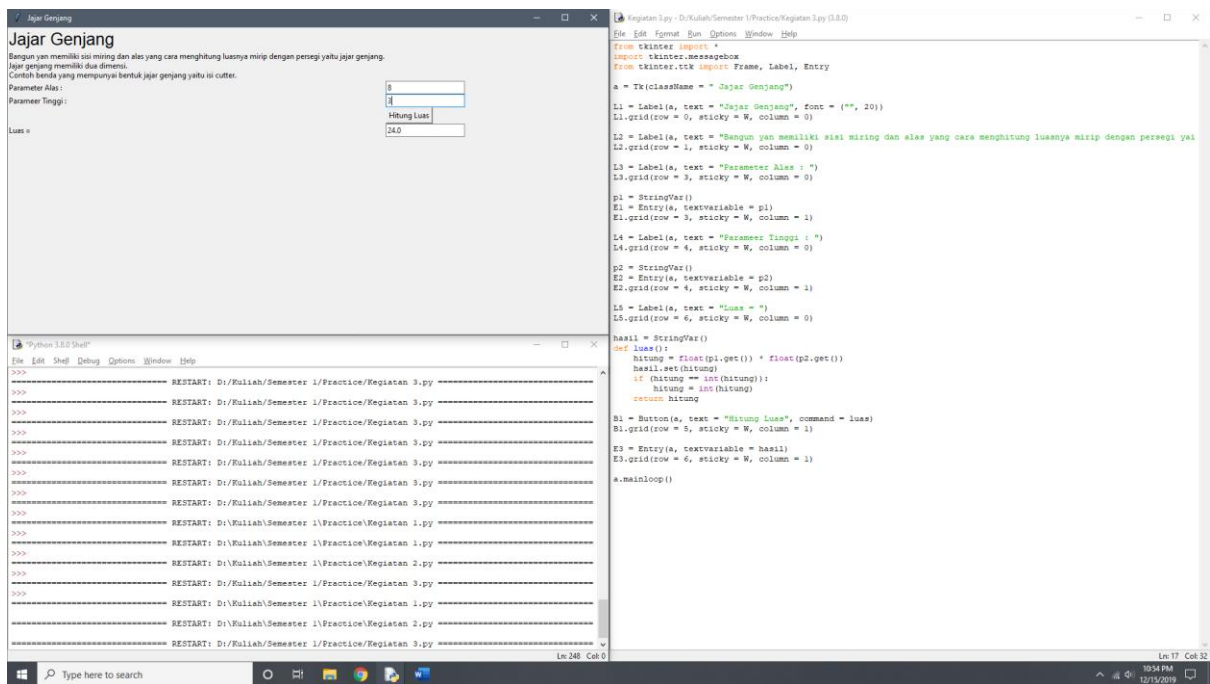 Jajar Genjang
Jajar Genjang
Bangun yan memiliki sisi miring dan alas yang cara menghitung luasnya mirip dengan persegi yaitu jajar genjang.
Jajar genjang memiliki dua dimensi.
Contoh benda yang mempunyai bentuk jajar genjang yaitu isi cutter.
Parameter Alas :
8
Parameer Tinggi :
3
Hitung Luas
Luas =
24.0
*Python 3.8.0 Shell*
File Edit Shell Debug Options Window Help
>>>
=============================== RESTART: D:/Kuliah/Semester 1/Practice/Kegiatan 3.py ===============================
>>>
=============================== RESTART: D:/Kuliah/Semester 1/Practice/Kegiatan 3.py ===============================
>>>
=============================== RESTART: D:/Kuliah/Semester 1/Practice/Kegiatan 3.py ===============================
>>>
=============================== RESTART: D:/Kuliah/Semester 1/Practice/Kegiatan 3.py ===============================
>>>
=============================== RESTART: D:/Kuliah/Semester 1/Practice/Kegiatan 3.py ===============================
>>>
=============================== RESTART: D:/Kuliah/Semester 1/Practice/Kegiatan 3.py ===============================
>>>
=============================== RESTART: D:/Kuliah/Semester 1/Practice/Kegiatan 3.py ===============================
>>>
=============================== RESTART: D:\Kuliah\Semester 1\Practice\Kegiatan 1.py ===============================
>>>
=============================== RESTART: D:\Kuliah\Semester 1\Practice\Kegiatan 1.py ===============================
>>>
=============================== RESTART: D:\Kuliah\Semester 1\Practice\Kegiatan 2.py ===============================
>>>
=============================== RESTART: D:/Kuliah/Semester 1/Practice/Kegiatan 3.py ===============================
>>>
=============================== RESTART: D:\Kuliah\Semester 1\Practice\Kegiatan 1.py ===============================
=============================== RESTART: D:\Kuliah\Semester 1\Practice\Kegiatan 2.py ===============================
=============================== RESTART: D:/Kuliah/Semester 1/Practice/Kegiatan 3.py ===============================
Ln: 248 Col: 0
Kegiatan 3.py - D:/Kuliah/Semester 1/Practice/Kegiatan 3.py (3.8.0)
File Edit Format Run Options Window Help
from tkinter import *
import tkinter.messagebox
from tkinter.ttk import Frame, Label, Entry
a = Tk(className = " Jajar Genjang")
L1 = Label(a, text = "Jajar Genjang", font = ("", 20))
L1.grid(row = 0, sticky = W, column = 0)
L2 = Label(a, text = "Bangun yan memiliki sisi miring dan alas yang cara menghitung luasnya mirip dengan persegi yai
L2.grid(row = 1, sticky = W, column = 0)
L3 = Label(a, text = "Parameter Alas : ")
L3.grid(row = 3, sticky = W, column = 0)
p1 = StringVar()
E1 = Entry(a, textvariable = p1)
E1.grid(row = 3, sticky = W, column = 1)
L4 = Label(a, text = "Parameer Tinggi : ")
L4.grid(row = 4, sticky = W, column = 0)
p2 = StringVar()
E2 = Entry(a, textvariable = p2)
E2.grid(row = 4, sticky = W, column = 1)
L5 = Label(a, text = "Luas = ")
L5.grid(row = 6, sticky = W, column = 0)
hasil = StringVar()
def luas():
    hitung = float(p1.get()) * float(p2.get())
    hasil.set(hitung)
    if (hitung == int(hitung)):
        hitung = int(hitung)
    return hitung
B1 = Button(a, text = "Hitung Luas", command = luas)
B1.grid(row = 5, sticky = W, column = 1)
E3 = Entry(a, textvariable = hasil)
E3.grid(row = 6, sticky = W, column = 1)
a.mainloop()
Ln: 17 Col: 32
Type here to search
10:54 PM
12/15/2019